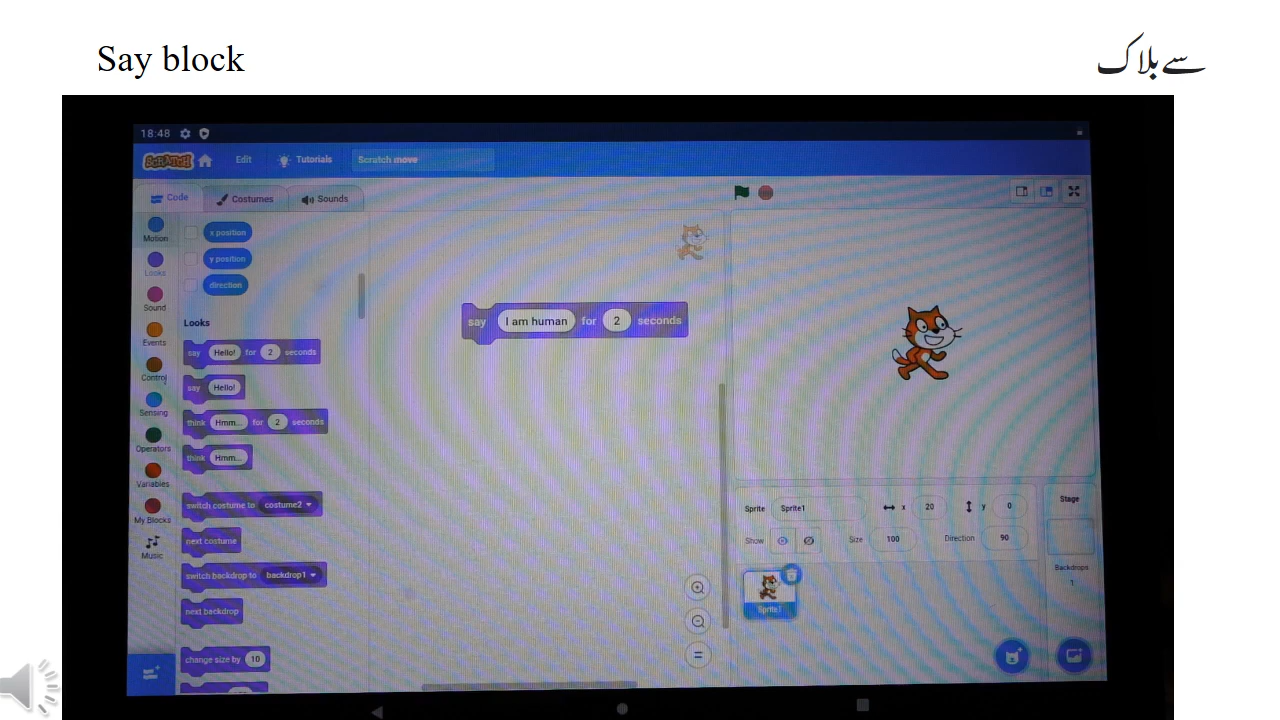 Say block
سے بلاک
18:48
SCRATCH
Edit
Tutorials
Scratch move
Code
Costumes
Sounds
Motion
Looks
Sound
Events
Control
Sensing
Operators
Variables
My Blocks
Music
x position
y position
direction
Looks
say Hello! for 2 seconds
say Hello!
think Hmm... for 2 seconds
think Hmm...
switch costume to costume2
next costume
switch backdrop to backdrop1
next backdrop
change size by 10
say I am human for 2 seconds
Sprite Sprite1 x 20 y 0
Show Size 100 Direction 90
Sprite1
Stage
Backdrops
1